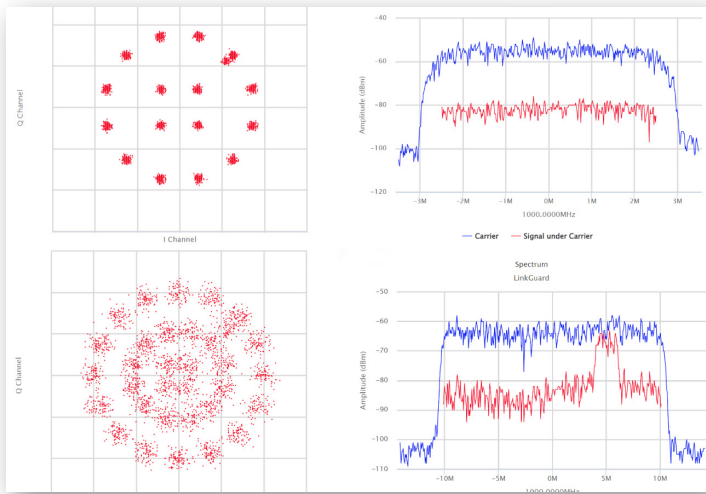 Q Channel
I Channel
Amplitude (dBm)
−40
−60
−80
−100
−120
−3M
−2M
−1M
0M
1M
2M
3M
1000.0000MHz
Carrier
Signal under Carrier
Q Channel
Spectrum
LinkGuard
Amplitude (dBm)
−50
−60
−70
−80
−90
−100
−110
−10M
−5M
0M
5M
10M
1000.0000MHz